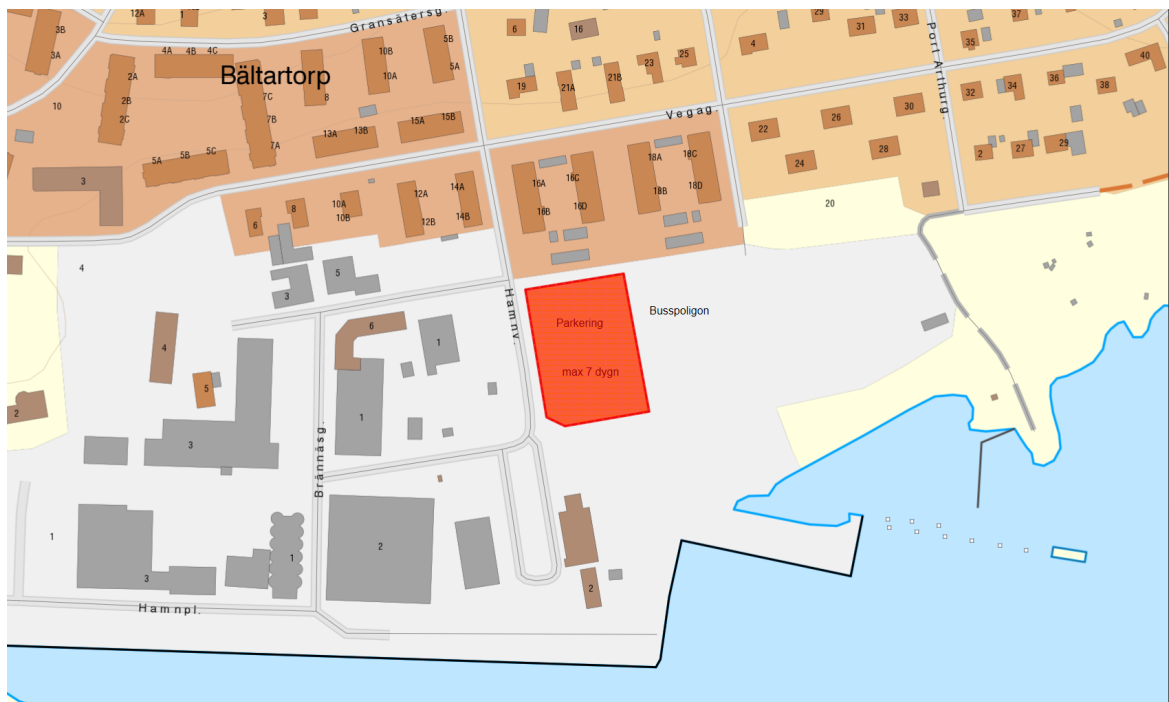 Gransäterg.
3B
12A
1
3
6
16
29
31
33
37
35
4
4A
4B
4C
5B
10B
3A
2A
Bältartorp
5A
23
25
40
7C
8
10A
19
21A
21B
Port Arthurg.
32
34
36
38
10
2B
2C
7B
15A
15B
Vegag.
22
26
30
13A
13B
7A
5A
5B
5C
24
28
2
27
29
3
16A
16C
18A
18C
12A
14A
16B
16D
18B
18D
20
6
8
10A
10B
12B
14B
4
5
3
Hamnv.
Busspoligon
Parkering
max 7 dygn
6
1
4
5
2
1
3
Brännäsg.
1
3
1
2
2
Hamnpl.